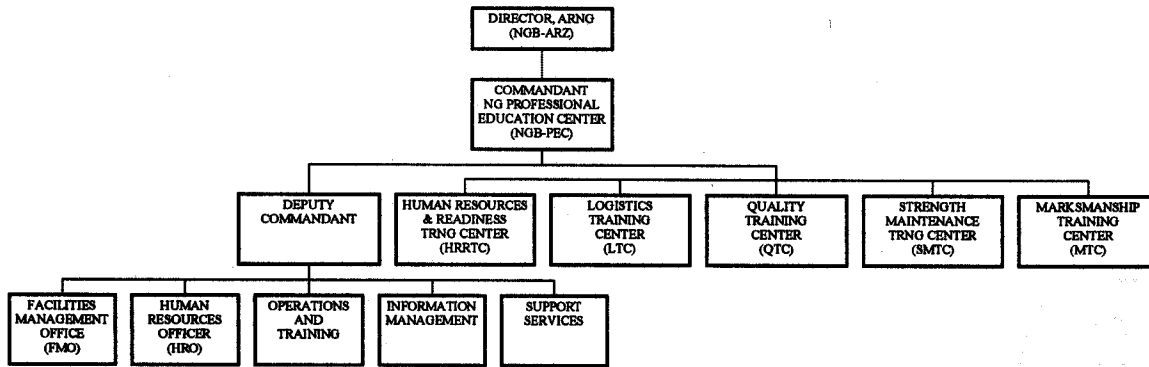 DIRECTOR, ARNG
(NGB-ARZ)
COMMANDANT
NG PROFESSIONAL
EDUCATION CENTER
(NGB-PEC)
DEPUTY
COMMANDANT
HUMAN RESOURCES
& READINESS
TRNG CENTER
(HRRTC)
LOGISTICS
TRAINING
CENTER
(LTC)
QUALITY
TRAINING
CENTER
(QTC)
STRENGTH
MAINTENANCE
TRNG CENTER
(SMTC)
MARKSMANSHIP
TRAINING
CENTER
(MTC)
FACILITIES
MANAGEMENT
OFFICE
(FMO)
HUMAN
RESOURCES
OFFICER
(HRO)
OPERATIONS
AND
TRAINING
INFORMATION
MANAGEMENT
SUPPORT
SERVICES